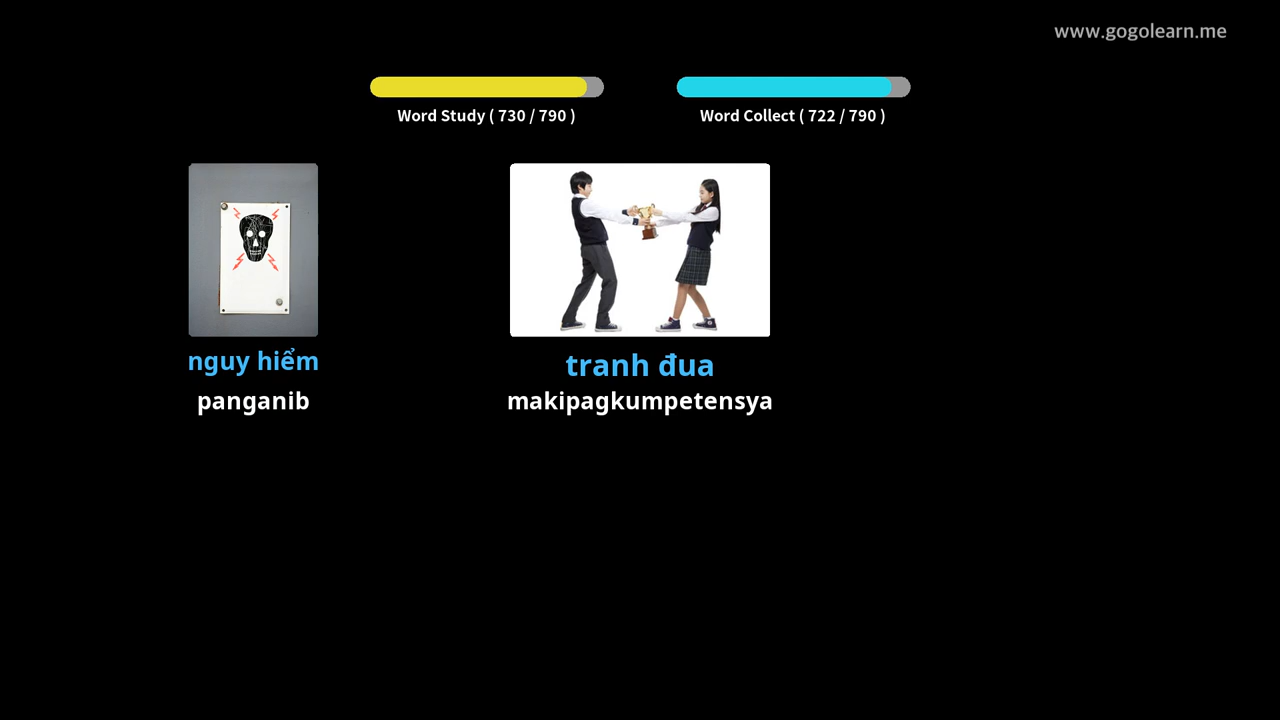 www.gogolearn.me
Word Study ( 730 / 790 )
Word Collect ( 722 / 790 )
nguy hiểm
panganib
tranh đua
makipagkumpetensya